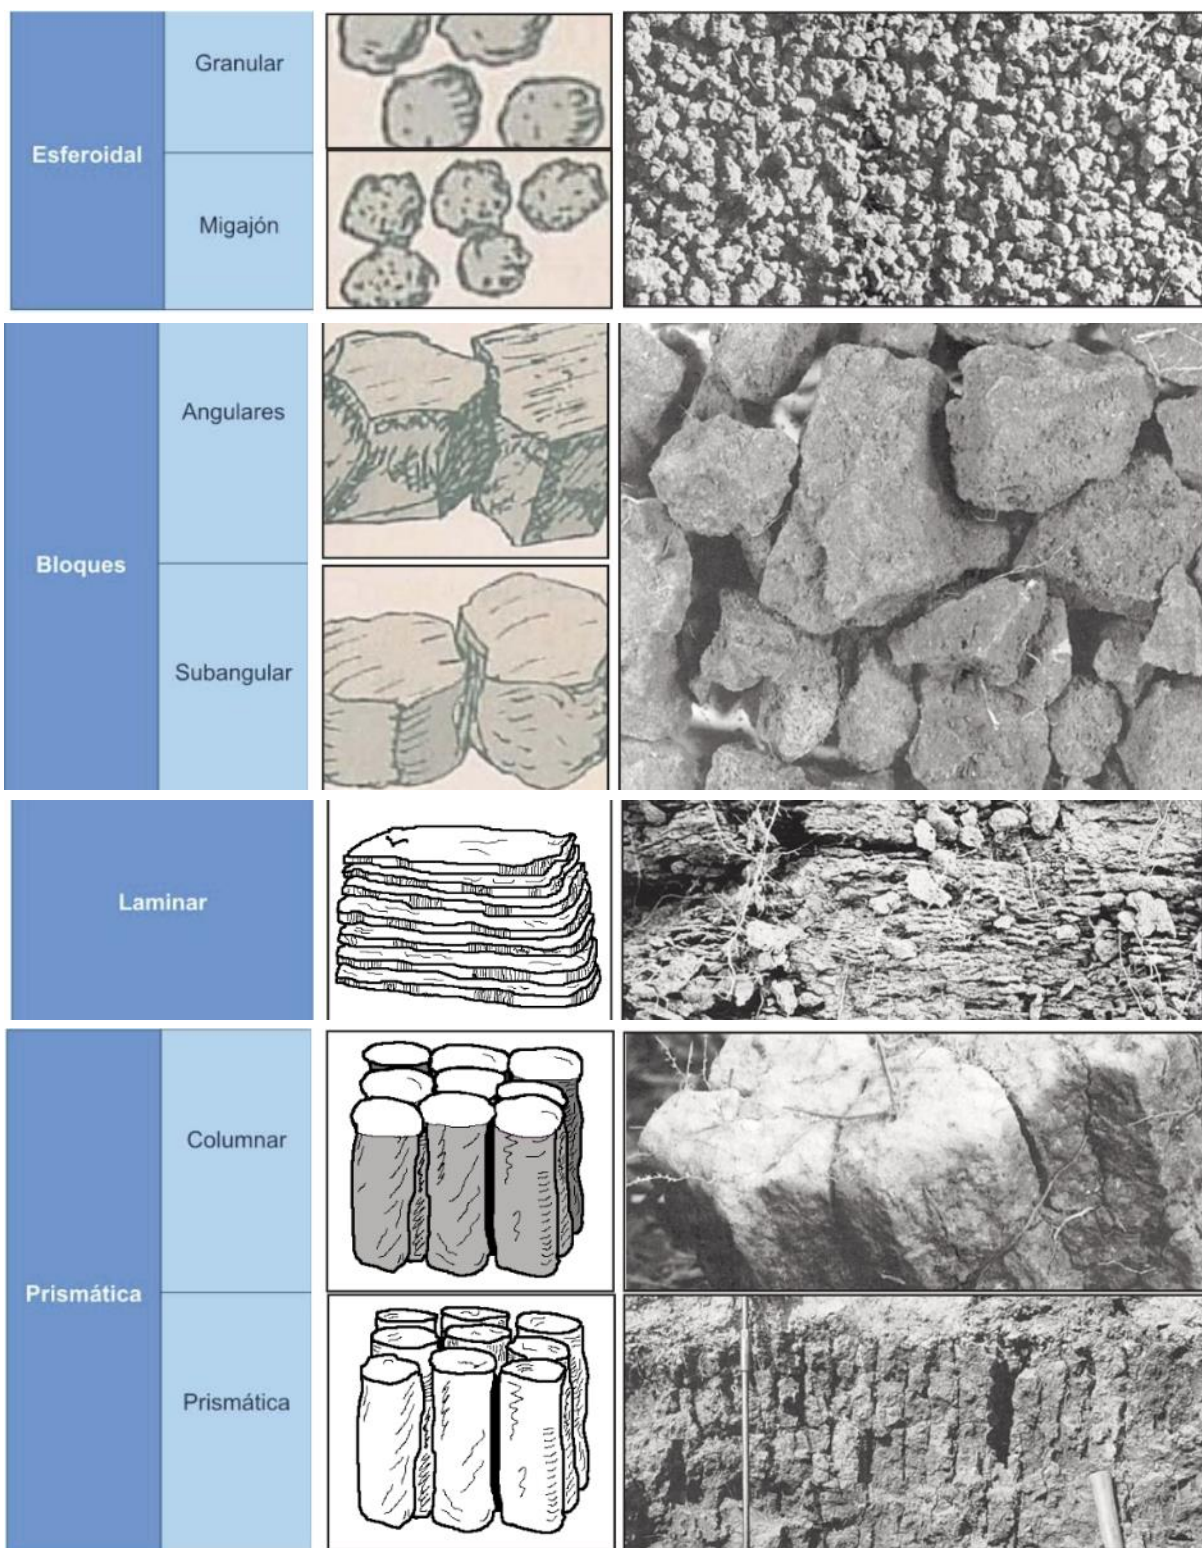 Esferoidal
Granular
Migajón
Bloques
Angulares
Subangular
Laminar
Prismática
Columnar
Prismática